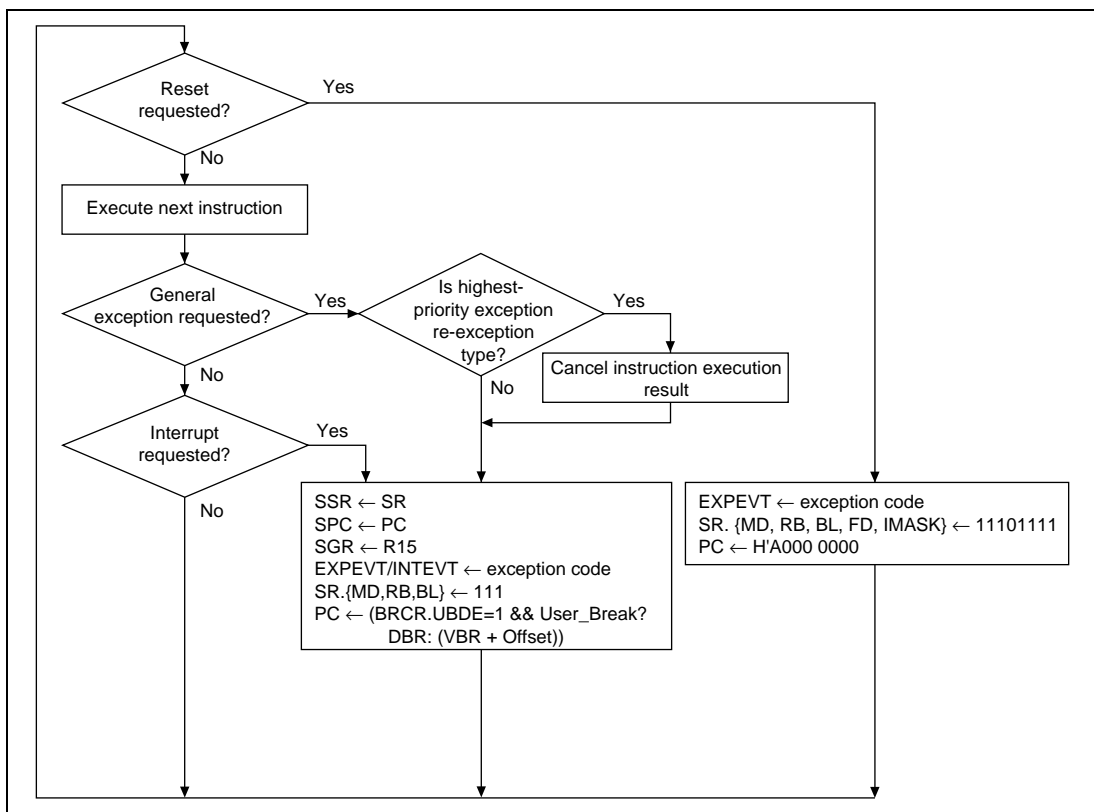 Reset
requested?
Yes
No
Execute next instruction
General
exception requested?
Yes
Is highest-
priority exception
re-exception
type?
Yes
No
Cancel instruction execution
result
No
Interrupt
requested?
Yes
No
SSR ← SR
SPC ← PC
SGR ← R15
EXPEVT/INTEVT ← exception code
SR.{MD,RB,BL} ← 111
PC ← (BRCR.UBDE=1 && User_Break?
DBR: (VBR + Offset))
EXPEVT ← exception code
SR. {MD, RB, BL, FD, IMASK} ← 11101111
PC ← H'A000 0000